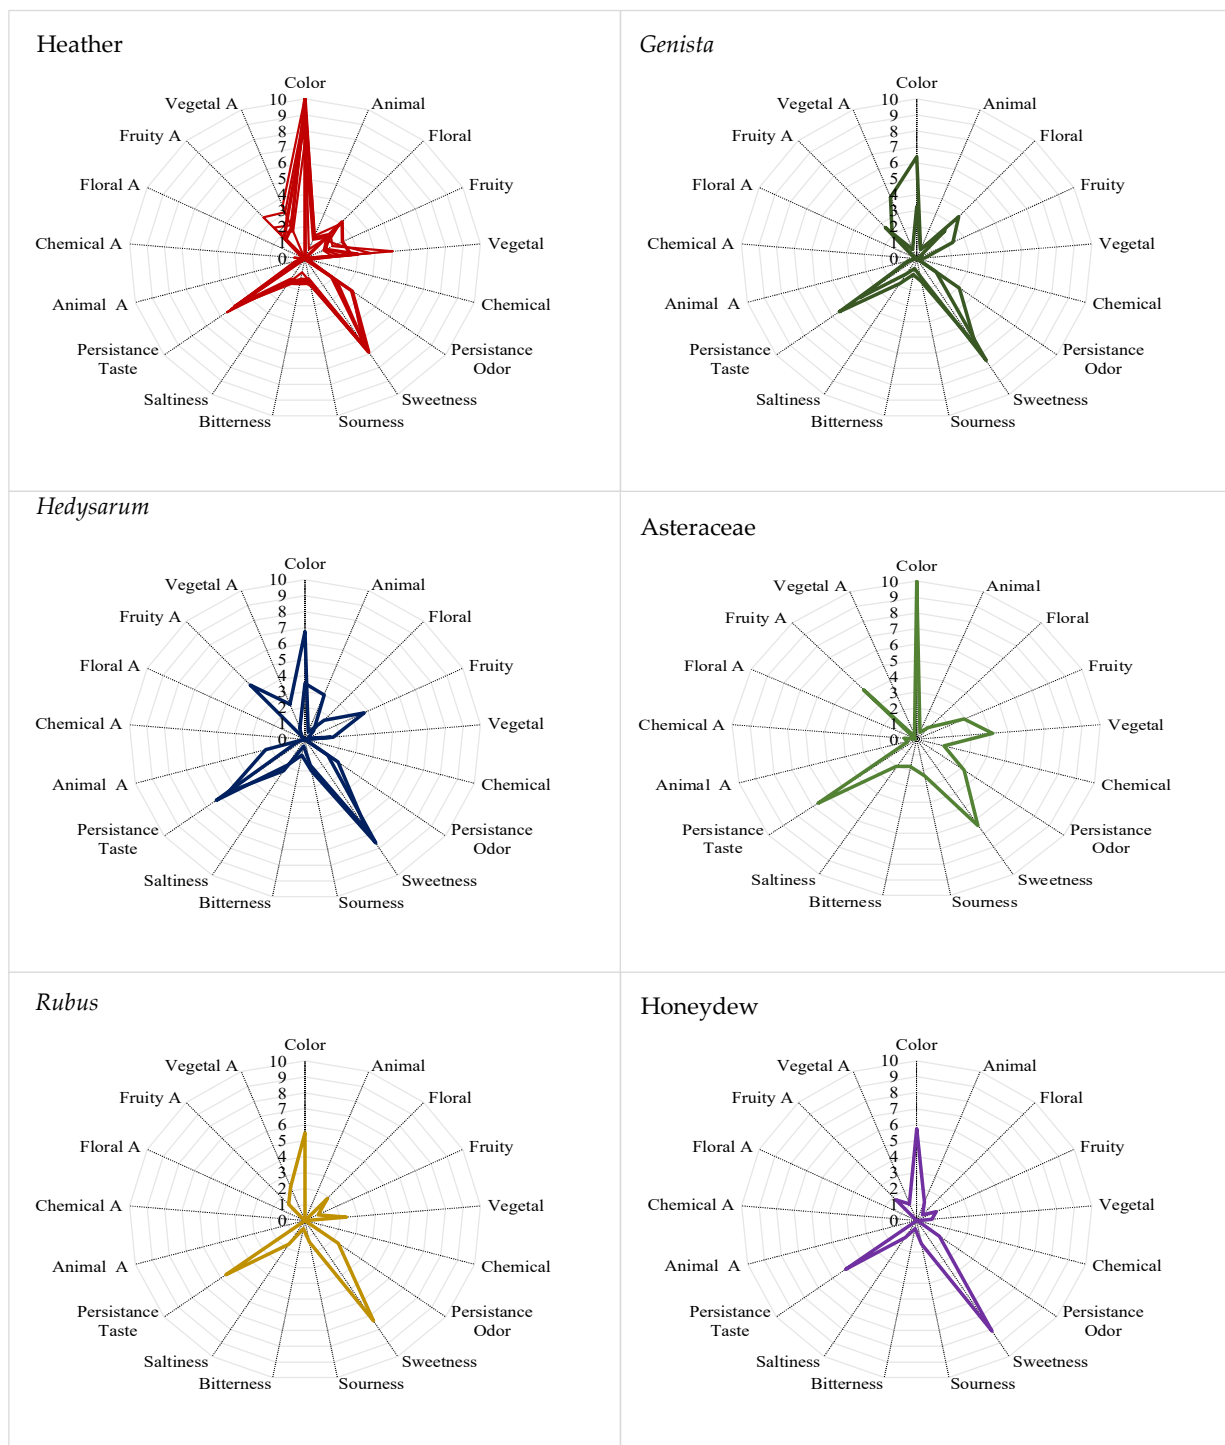 Heather
Color
Animal
Floral
Fruity
Vegetal
Chemical
Persistance
Odor
Sweetness
Sourness
Bitterness
Saltiness
Persistance
Taste
Animal  A
Chemical A
Floral A
Fruity A
Vegetal A
10
9
8
7
6
5
4
3
2
1
0
Genista
Color
Animal
Floral
Fruity
Vegetal
Chemical
Persistance
Odor
Sweetness
Sourness
Bitterness
Saltiness
Persistance
Taste
Animal  A
Chemical A
Floral A
Fruity A
Vegetal A
10
9
8
7
6
5
4
3
2
1
0
Hedysarum
Color
Animal
Floral
Fruity
Vegetal
Chemical
Persistance
Odor
Sweetness
Sourness
Bitterness
Saltiness
Persistance
Taste
Animal  A
Chemical A
Floral A
Fruity A
Vegetal A
10
9
8
7
6
5
4
3
2
1
0
Asteraceae
Color
Animal
Floral
Fruity
Vegetal
Chemical
Persistance
Odor
Sweetness
Sourness
Bitterness
Saltiness
Persistance
Taste
Animal  A
Chemical A
Floral A
Fruity A
Vegetal A
10
9
8
7
6
5
4
3
2
1
0
Rubus
Color
Animal
Floral
Fruity
Vegetal
Chemical
Persistance
Odor
Sweetness
Sourness
Bitterness
Saltiness
Persistance
Taste
Animal  A
Chemical A
Floral A
Fruity A
Vegetal A
10
9
8
7
6
5
4
3
2
1
0
Honeydew
Color
Animal
Floral
Fruity
Vegetal
Chemical
Persistance
Odor
Sweetness
Sourness
Bitterness
Saltiness
Persistance
Taste
Animal  A
Chemical A
Floral A
Fruity A
Vegetal A
10
9
8
7
6
5
4
3
2
1
0